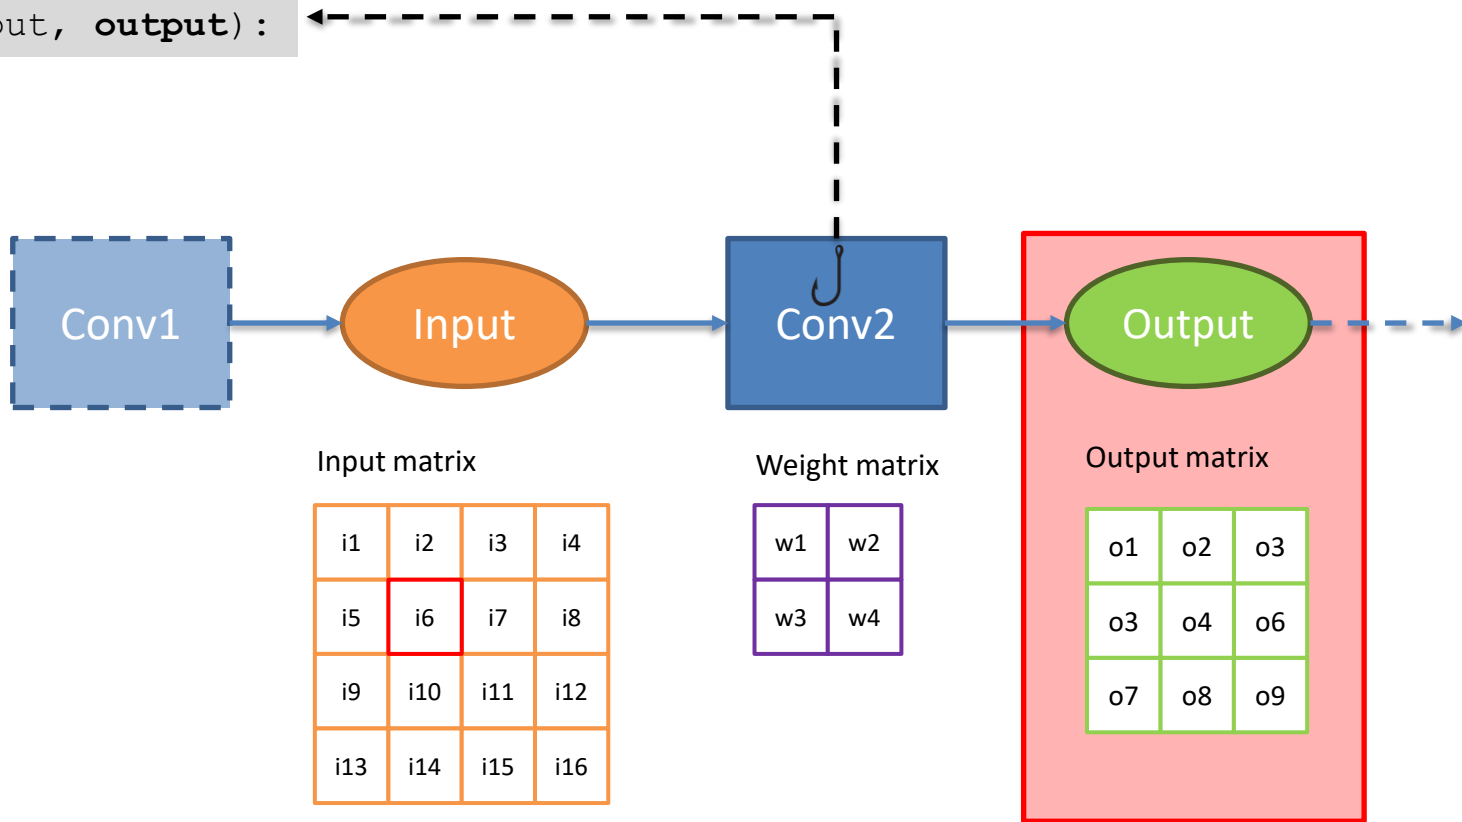 out, output):
Conv1
Input
Conv2
Output
Input matrix
Weight matrix
Output matrix
i1 i2 i3 i4
i5 i6 i7 i8
i9 i10 i11 i12
i13 i14 i15 i16
w1 w2
w3 w4
o1 o2 o3
o3 o4 o6
o7 o8 o9